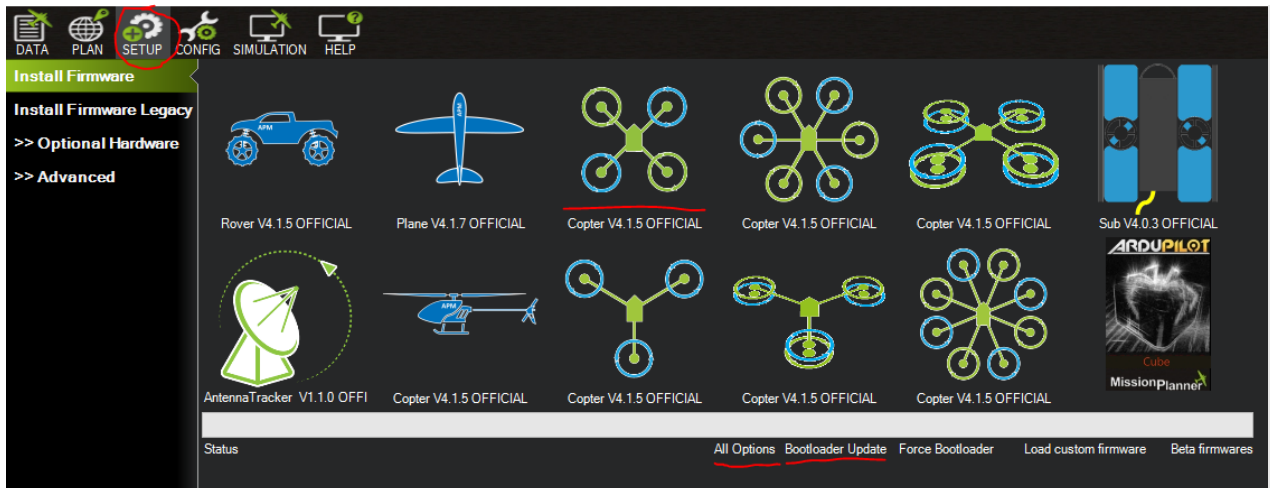 DATA PLAN SETUP CONFIG SIMULATION HELP
Install Firmware
Install Firmware Legacy
>> Optional Hardware
>> Advanced
APM
APM
Rover V4.1.5 OFFICIAL Plane V4.1.7 OFFICIAL Copter V4.1.5 OFFICIAL Copter V4.1.5 OFFICIAL Copter V4.1.5 OFFICIAL Sub V4.0.3 OFFICIAL
ARDUPILOT
APM
Cube
MissionPlanner
AntennaTracker V1.1.0 OFFI Copter V4.1.5 OFFICIAL Copter V4.1.5 OFFICIAL Copter V4.1.5 OFFICIAL Copter V4.1.5 OFFICIAL
Status All Options Bootloader Update Force Bootloader Load custom firmware Beta firmwares